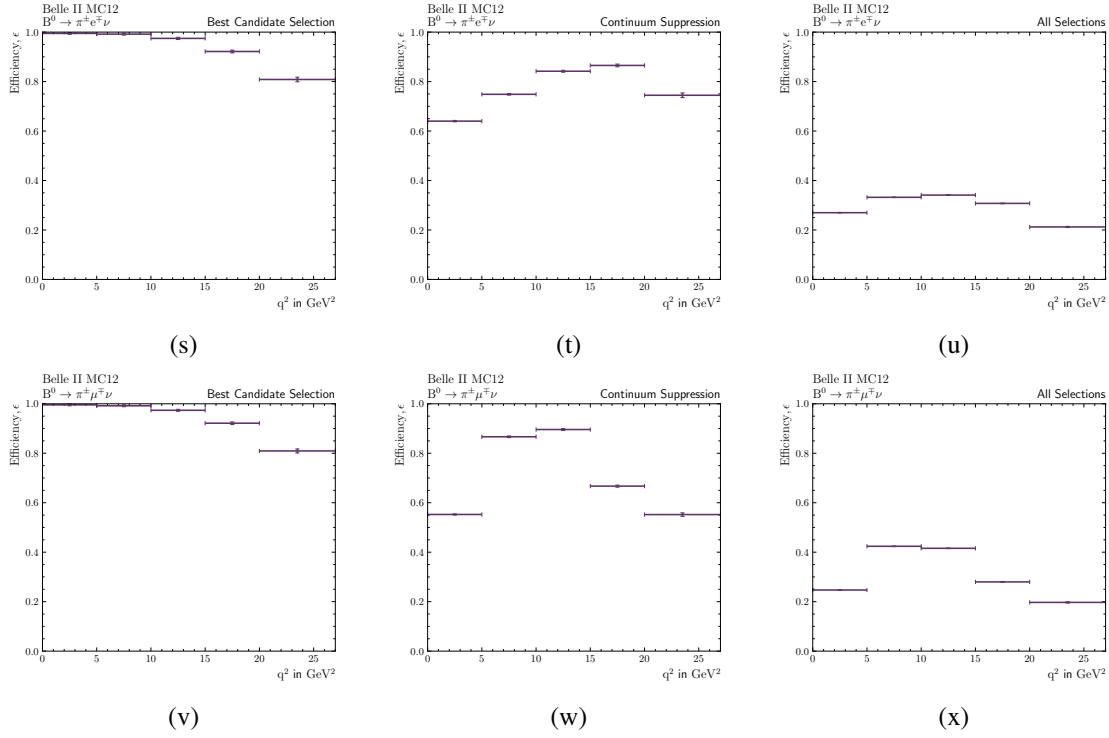 Belle II MC12
B⁰ → π±e∓ν
Best Candidate Selection
Efficiency, ϵ
1.0
0.8
0.6
0.4
0.2
0.0
0 5 10 15 20 25
q² in GeV²
(s)
Belle II MC12
B⁰ → π±e∓ν
Continuum Suppression
Efficiency, ϵ
1.0
0.8
0.6
0.4
0.2
0.0
0 5 10 15 20 25
q² in GeV²
(t)
Belle II MC12
B⁰ → π±e∓ν
All Selections
Efficiency, ϵ
1.0
0.8
0.6
0.4
0.2
0.0
0 5 10 15 20 25
q² in GeV²
(u)
Belle II MC12
B⁰ → π±μ∓ν
Best Candidate Selection
Efficiency, ϵ
1.0
0.8
0.6
0.4
0.2
0.0
0 5 10 15 20 25
q² in GeV²
(v)
Belle II MC12
B⁰ → π±μ∓ν
Continuum Suppression
Efficiency, ϵ
1.0
0.8
0.6
0.4
0.2
0.0
0 5 10 15 20 25
q² in GeV²
(w)
Belle II MC12
B⁰ → π±μ∓ν
All Selections
Efficiency, ϵ
1.0
0.8
0.6
0.4
0.2
0.0
0 5 10 15 20 25
q² in GeV²
(x)